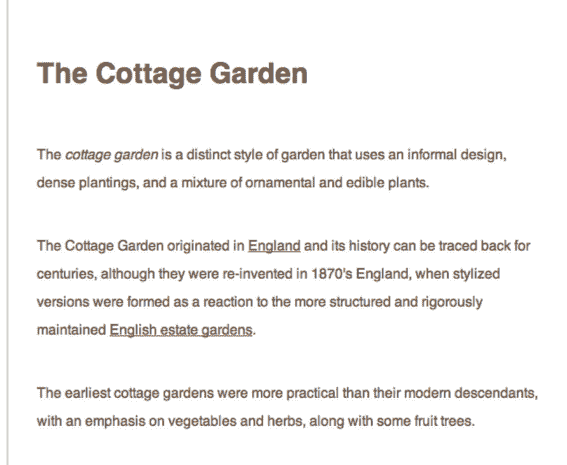 The Cottage Garden
The cottage garden is a distinct style of garden that uses an informal design,
dense plantings, and a mixture of ornamental and edible plants.
The Cottage Garden originated in England and its history can be traced back for
centuries, although they were re-invented in 1870's England, when stylized
versions were formed as a reaction to the more structured and rigorously
maintained English estate gardens.
The earliest cottage gardens were more practical than their modern descendants,
with an emphasis on vegetables and herbs, along with some fruit trees.